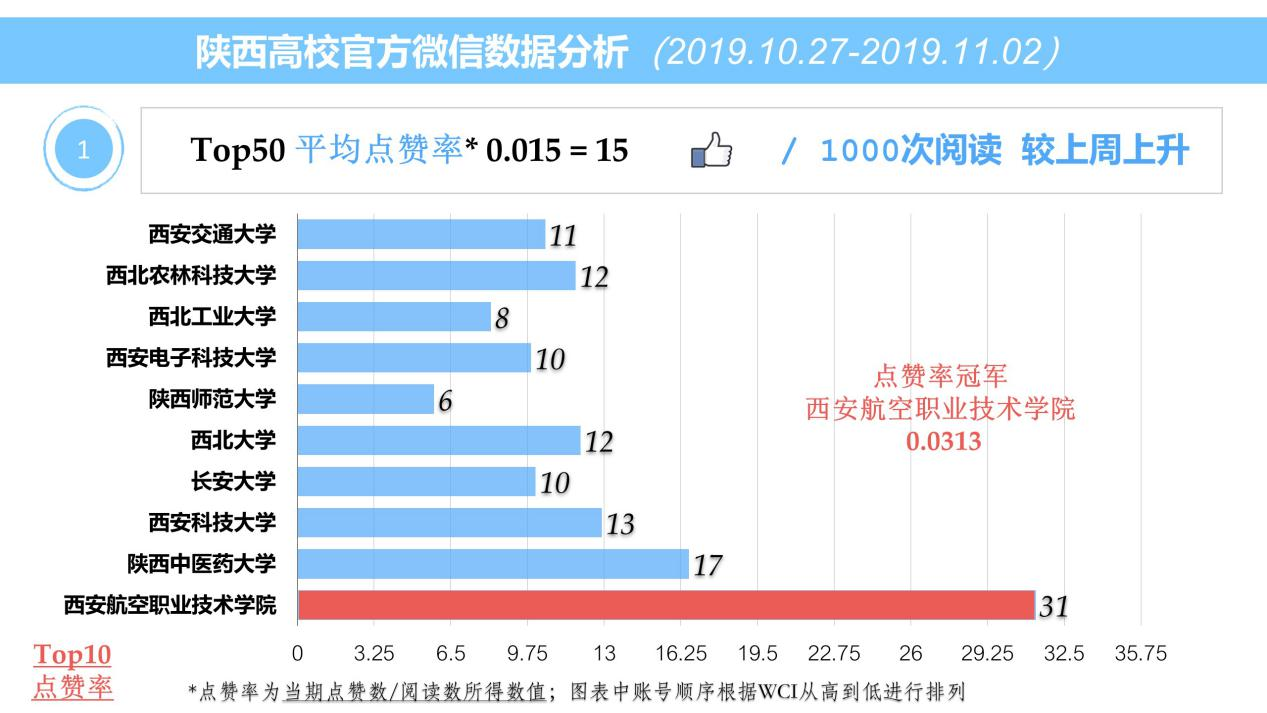 陕西高校官方微信数据分析（2019.10.27-2019.11.02）
1
Top50 平均点赞率* 0.015 = 15 / 1000次阅读 较上周上升
西安交通大学 11
西北农林科技大学 12
西北工业大学 8
西安电子科技大学 10
陕西师范大学 6
西北大学 12
长安大学 10
西安科技大学 13
陕西中医药大学 17
西安航空职业技术学院 31
点赞率冠军
西安航空职业技术学院
0.0313
0 3.25 6.5 9.75 13 16.25 19.5 22.75 26 29.25 32.5 35.75
Top10
点赞率
*点赞率为当期点赞数/阅读数所得数值；图表中账号顺序根据WCI从高到低进行排列